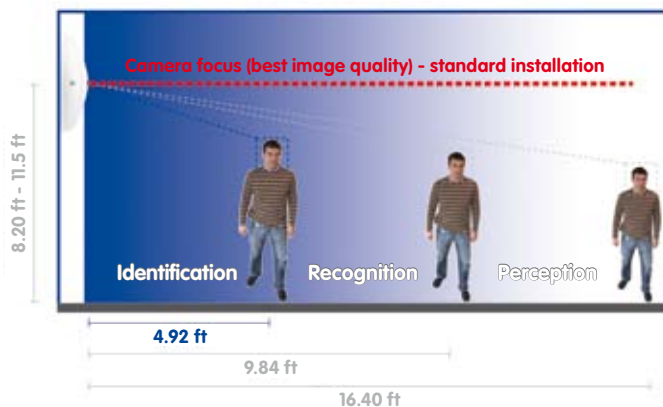 Camera focus (best image quality) - standard installation
8.20 ft - 11.5 ft
Identification
Recognition
Perception
4.92 ft
9.84 ft
16.40 ft